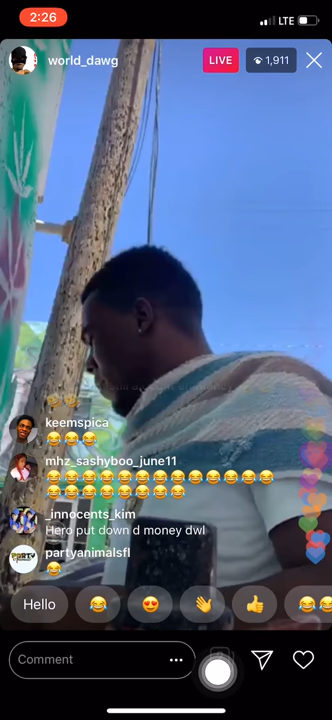 2:26
LTE
world_dawg
LIVE
1,911
keemspica
😂😂😂
mhz_sashyboo_june11
😂😂😂😂😂😂😂😂😂😂😂😂😂
😂😂😂😂😂😂😂😂
_innocents_kim
Hero put down d money dwl
partyanimalsfl
😂
Hello
Comment